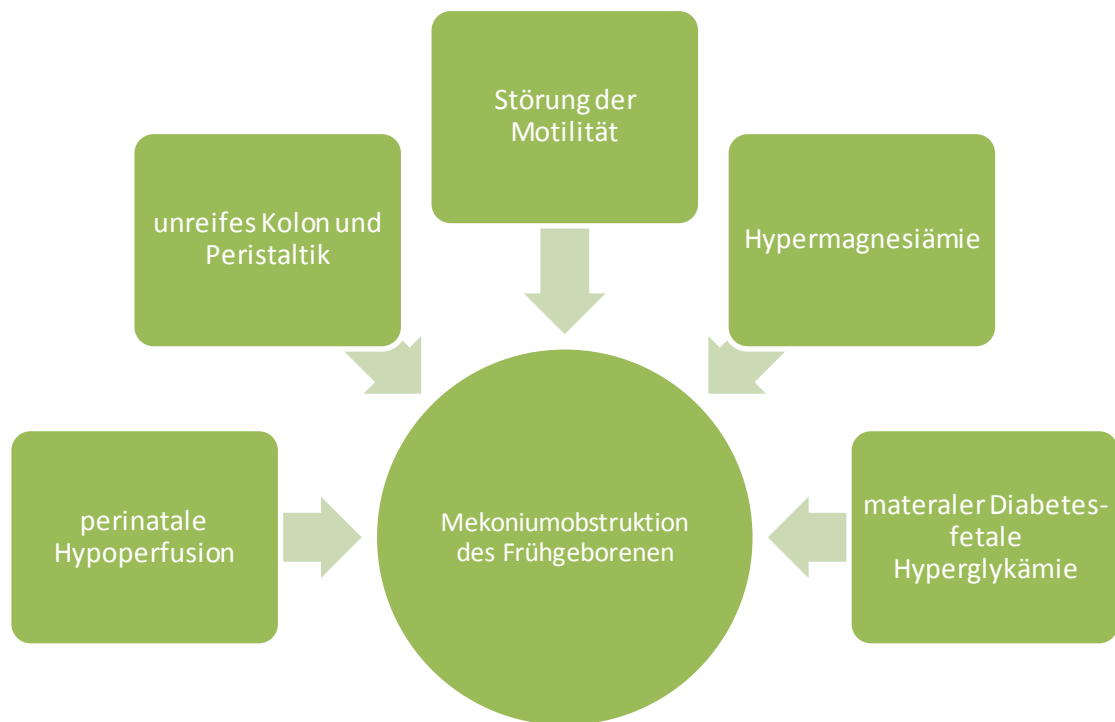 Störung der
Motilität
unreifes Kolon und
Peristaltik
Hypermagnesiämie
perinatale
Hypoperfusion
Mekoniumobstruktion
des Frühgeborenen
materaler Diabetes-
fetale
Hyperglykämie